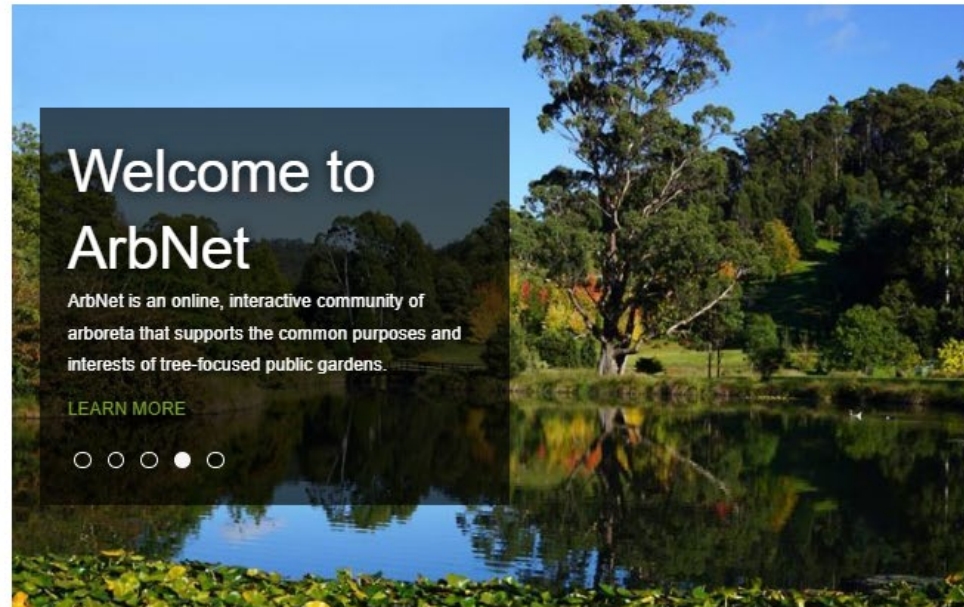 Welcome to
ArbNet
ArbNet is an online, interactive community of
arboreta that supports the common purposes and
interests of tree-focused public gardens.
LEARN MORE